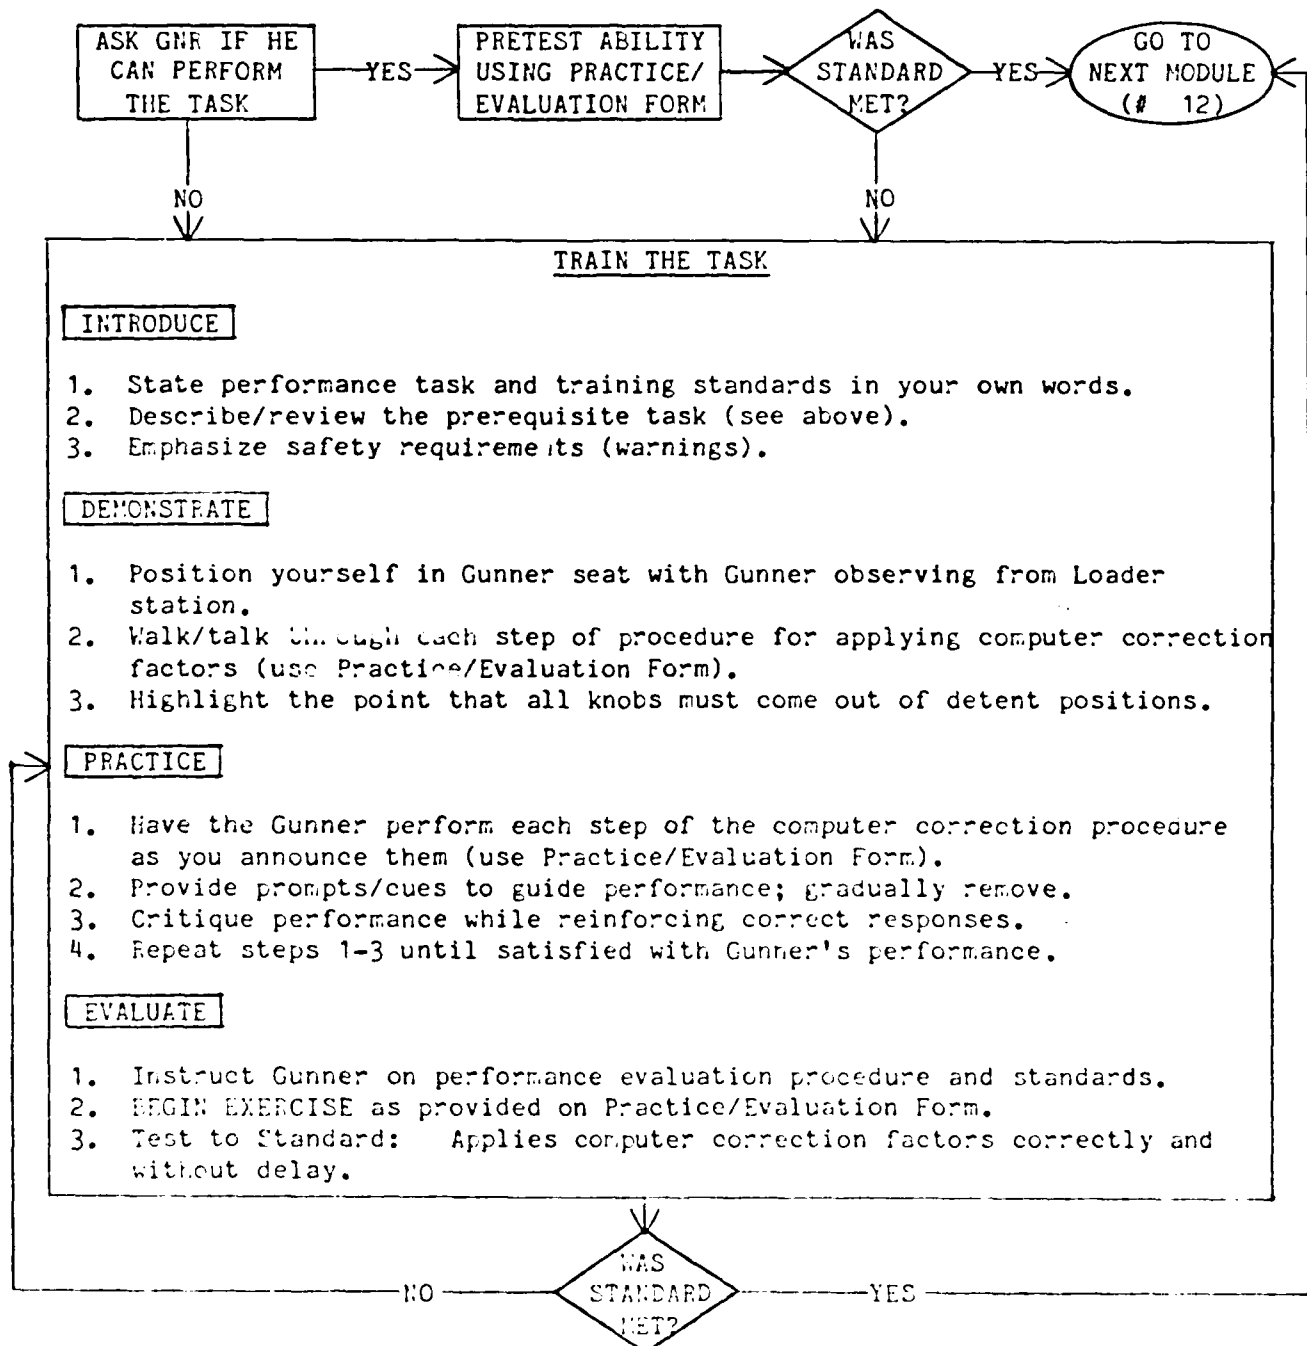 ASK GNR IF HE
CAN PERFORM
THE TASK
YES
PRETEST ABILITY
USING PRACTICE/
EVALUATION FORM
WAS
STANDARD
MET?
YES
GO TO
NEXT MODULE
(# 12)
NO
NO
TRAIN THE TASK
INTRODUCE
1. State performance task and training standards in your own words.
2. Describe/review the prerequisite task (see above).
3. Emphasize safety requirements (warnings).
DEMONSTRATE
1. Position yourself in Gunner seat with Gunner observing from Loader
station.
2. Walk/talk through each step of procedure for applying computer correction
factors (use Practice/Evaluation Form).
3. Highlight the point that all knobs must come out of detent positions.
PRACTICE
1. Have the Gunner perform each step of the computer correction procedure
as you announce them (use Practice/Evaluation Form).
2. Provide prompts/cues to guide performance; gradually remove.
3. Critique performance while reinforcing correct responses.
4. Repeat steps 1-3 until satisfied with Gunner's performance.
EVALUATE
1. Instruct Gunner on performance evaluation procedure and standards.
2. BEGIN EXERCISE as provided on Practice/Evaluation Form.
3. Test to Standard: Applies computer correction factors correctly and
without delay.
WAS
STANDARD
MET?
NO
YES